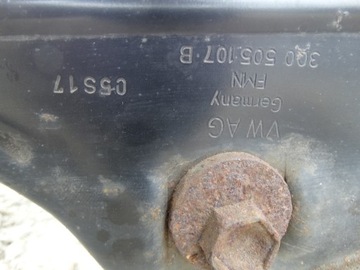 3Q0 505.107.B
FMN
Germany
VW AG
05S17